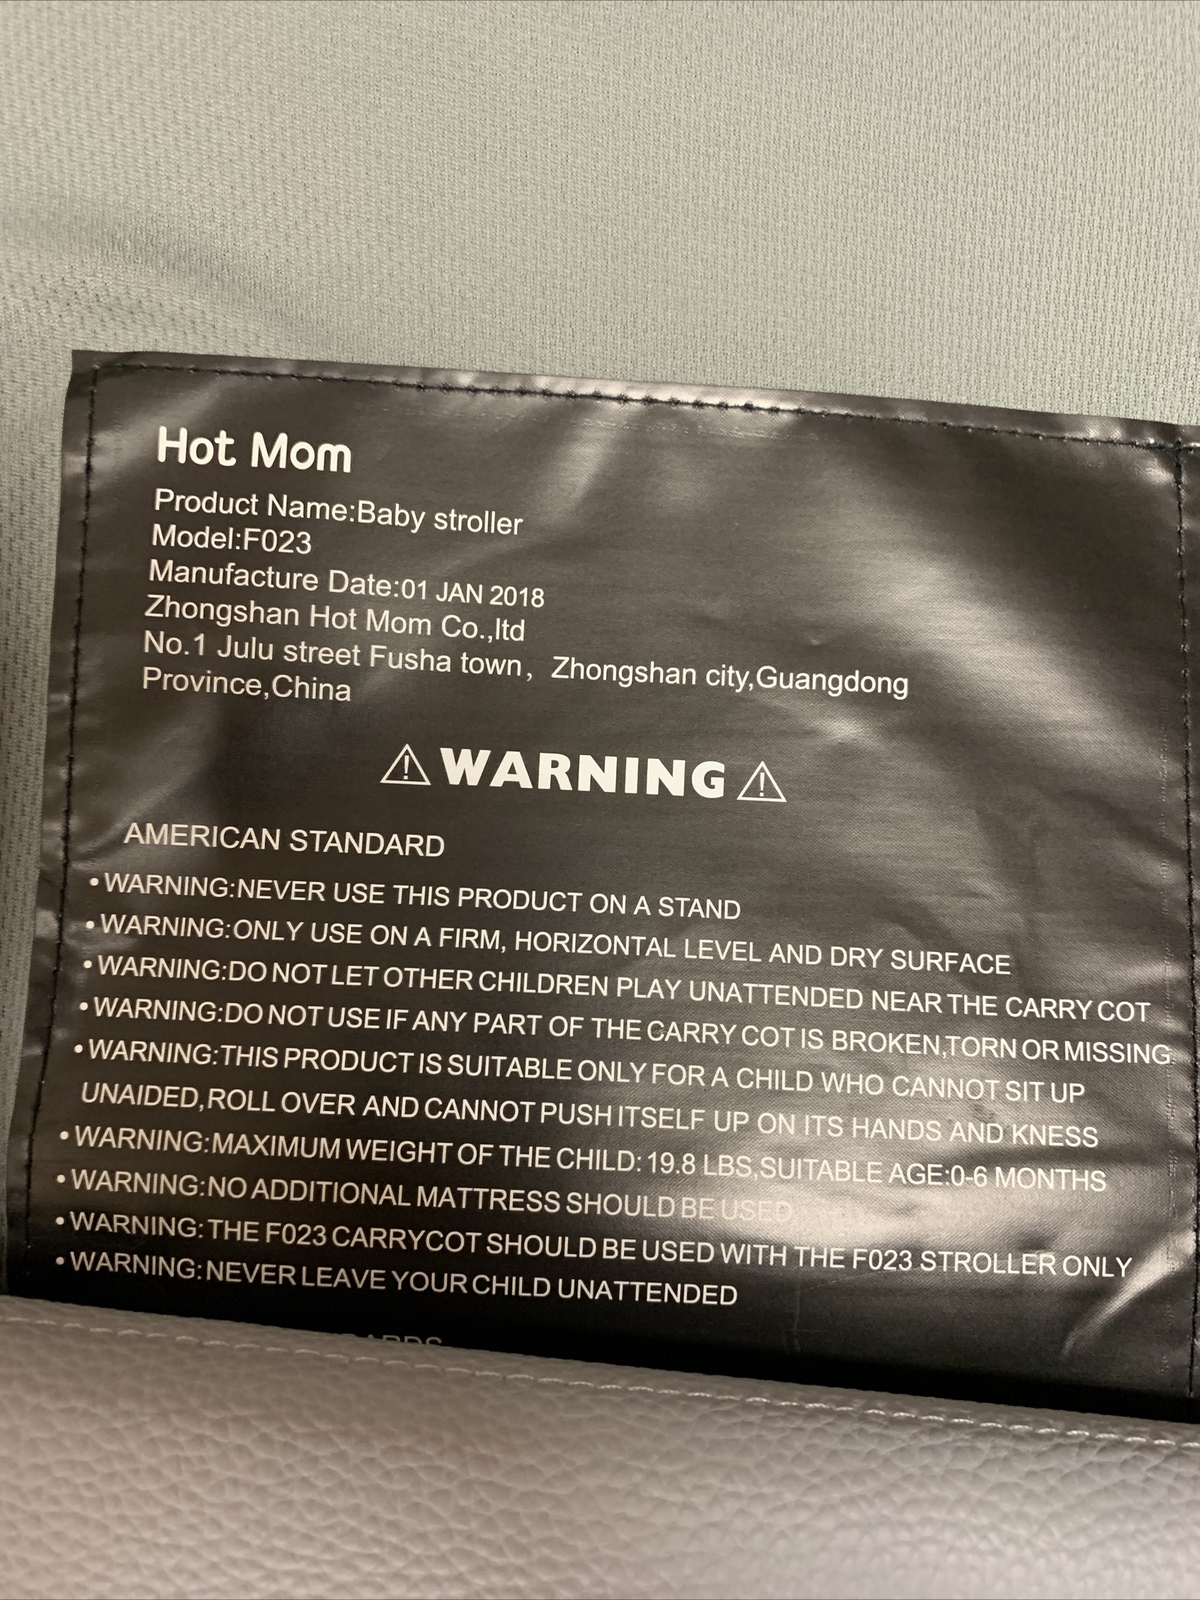 Hot Mom
Product Name:Baby stroller
Model:F023
Manufacture Date:01 JAN 2018
Zhongshan Hot Mom Co.,ltd
No.1 Julu street Fusha town，Zhongshan city,Guangdong
Province,China
⚠ WARNING ⚠
AMERICAN STANDARD
•WARNING:NEVER USE THIS PRODUCT ON A STAND
•WARNING:ONLY USE ON A FIRM, HORIZONTAL LEVEL AND DRY SURFACE
•WARNING:DO NOT LET OTHER CHILDREN PLAY UNATTENDED NEAR THE CARRY COT
•WARNING:DO NOT USE IF ANY PART OF THE CARRY COT IS BROKEN,TORN OR MISSING.
•WARNING:THIS PRODUCT IS SUITABLE ONLY FOR A CHILD WHO CANNOT SIT UP
UNAIDED,ROLL OVER AND CANNOT PUSH ITSELF UP ON ITS HANDS AND KNESS
•WARNING:MAXIMUM WEIGHT OF THE CHILD: 19.8 LBS,SUITABLE AGE:0-6 MONTHS
•WARNING:NO ADDITIONAL MATTRESS SHOULD BE USED
•WARNING: THE F023 CARRYCOT SHOULD BE USED WITH THE F023 STROLLER ONLY
•WARNING:NEVER LEAVE YOUR CHILD UNATTENDED